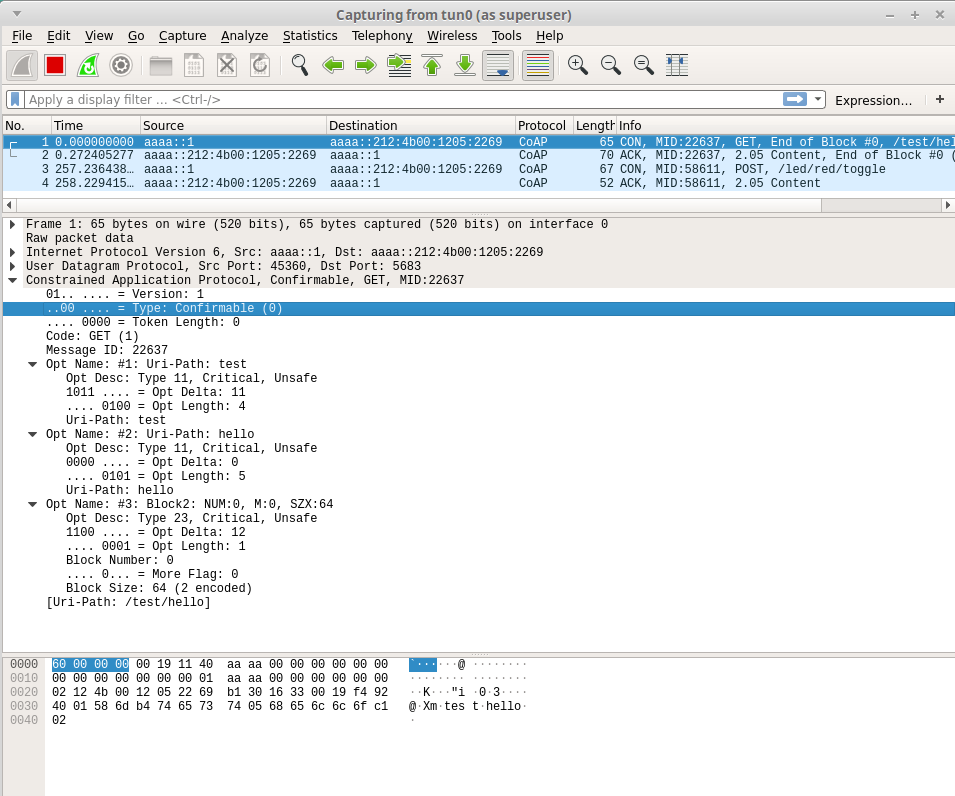 Capturing from tun0 (as superuser)
File Edit View Go Capture Analyze Statistics Telephony Wireless Tools Help
Apply a display filter ... <Ctrl-/> Expression... +
No. Time Source Destination Protocol Length Info
1 0.000000000 aaaa::1 aaaa::212:4b00:1205:2269 CoAP 65 CON, MID:22637, GET, End of Block #0, /test/hel
2 0.272405277 aaaa::212:4b00:1205:2269 aaaa::1 CoAP 70 ACK, MID:22637, 2.05 Content, End of Block #0 (
3 257.236438… aaaa::1 aaaa::212:4b00:1205:2269 CoAP 67 CON, MID:58611, POST, /led/red/toggle
4 258.229415… aaaa::212:4b00:1205:2269 aaaa::1 CoAP 52 ACK, MID:58611, 2.05 Content
Frame 1: 65 bytes on wire (520 bits), 65 bytes captured (520 bits) on interface 0
Raw packet data
Internet Protocol Version 6, Src: aaaa::1, Dst: aaaa::212:4b00:1205:2269
User Datagram Protocol, Src Port: 45360, Dst Port: 5683
Constrained Application Protocol, Confirmable, GET, MID:22637
01.. .... = Version: 1
..00 .... = Type: Confirmable (0)
.... 0000 = Token Length: 0
Code: GET (1)
Message ID: 22637
Opt Name: #1: Uri-Path: test
Opt Desc: Type 11, Critical, Unsafe
1011 .... = Opt Delta: 11
.... 0100 = Opt Length: 4
Uri-Path: test
Opt Name: #2: Uri-Path: hello
Opt Desc: Type 11, Critical, Unsafe
0000 .... = Opt Delta: 0
.... 0101 = Opt Length: 5
Uri-Path: hello
Opt Name: #3: Block2: NUM:0, M:0, SZX:64
Opt Desc: Type 23, Critical, Unsafe
1100 .... = Opt Delta: 12
.... 0001 = Opt Length: 1
Block Number: 0
.... 0... = More Flag: 0
Block Size: 64 (2 encoded)
[Uri-Path: /test/hello]
0000 60 00 00 00 00 19 11 40 aa aa 00 00 00 00 00 00 `······@ ········
0010 00 00 00 00 00 00 00 01 aa aa 00 00 00 00 00 00 ········ ········
0020 02 12 4b 00 12 05 22 69 b1 30 16 33 00 19 f4 92 ··K···"i ·0·3····
0030 40 01 58 6d b4 74 65 73 74 05 68 65 6c 6c 6f c1 @·Xm·tes t·hello·
0040 02 ·